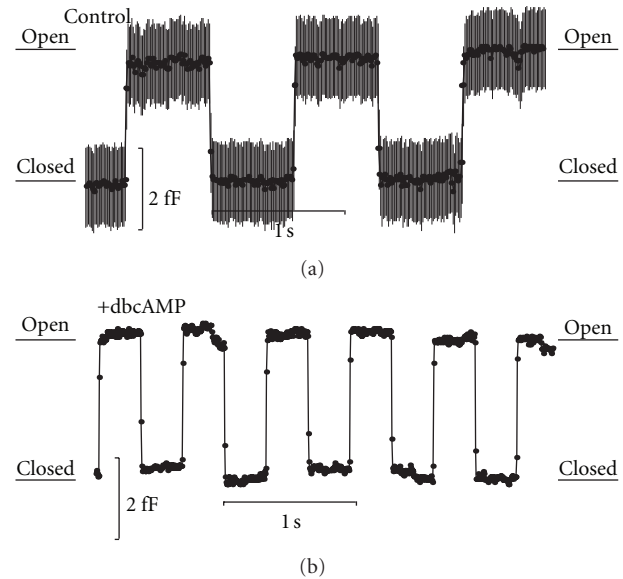 Control
Open
Open
Closed
Closed
2 fF
1 s
(a)
+dbcAMP
Open
Open
Closed
Closed
2 fF
1 s
(b)